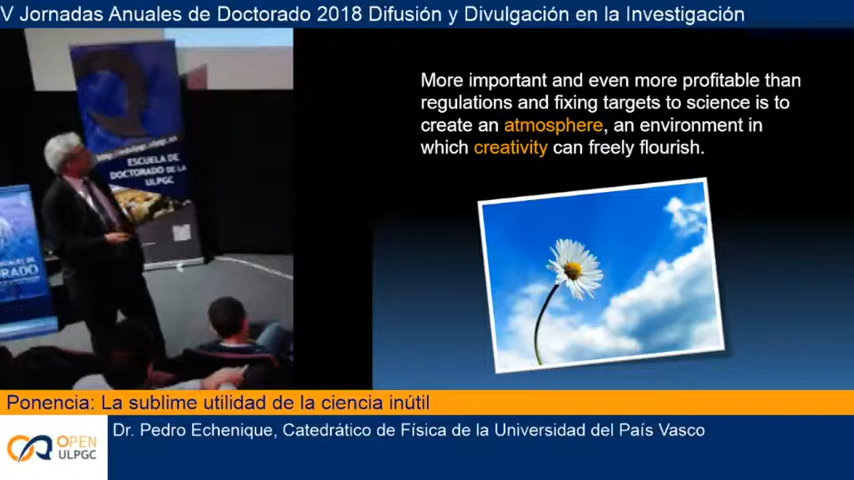 V Jornadas Anuales de Doctorado 2018 Difusión y Divulgación en la Investigación
More important and even more profitable than
regulations and fixing targets to science is to
create an atmosphere, an environment in
which creativity can freely flourish.
ESCUELA DE
DOCTORADO DE LA
ULPGC
Ponencia: La sublime utilidad de la ciencia inútil
Dr. Pedro Echenique, Catedrático de Física de la Universidad del País Vasco
OPEN
ULPGC